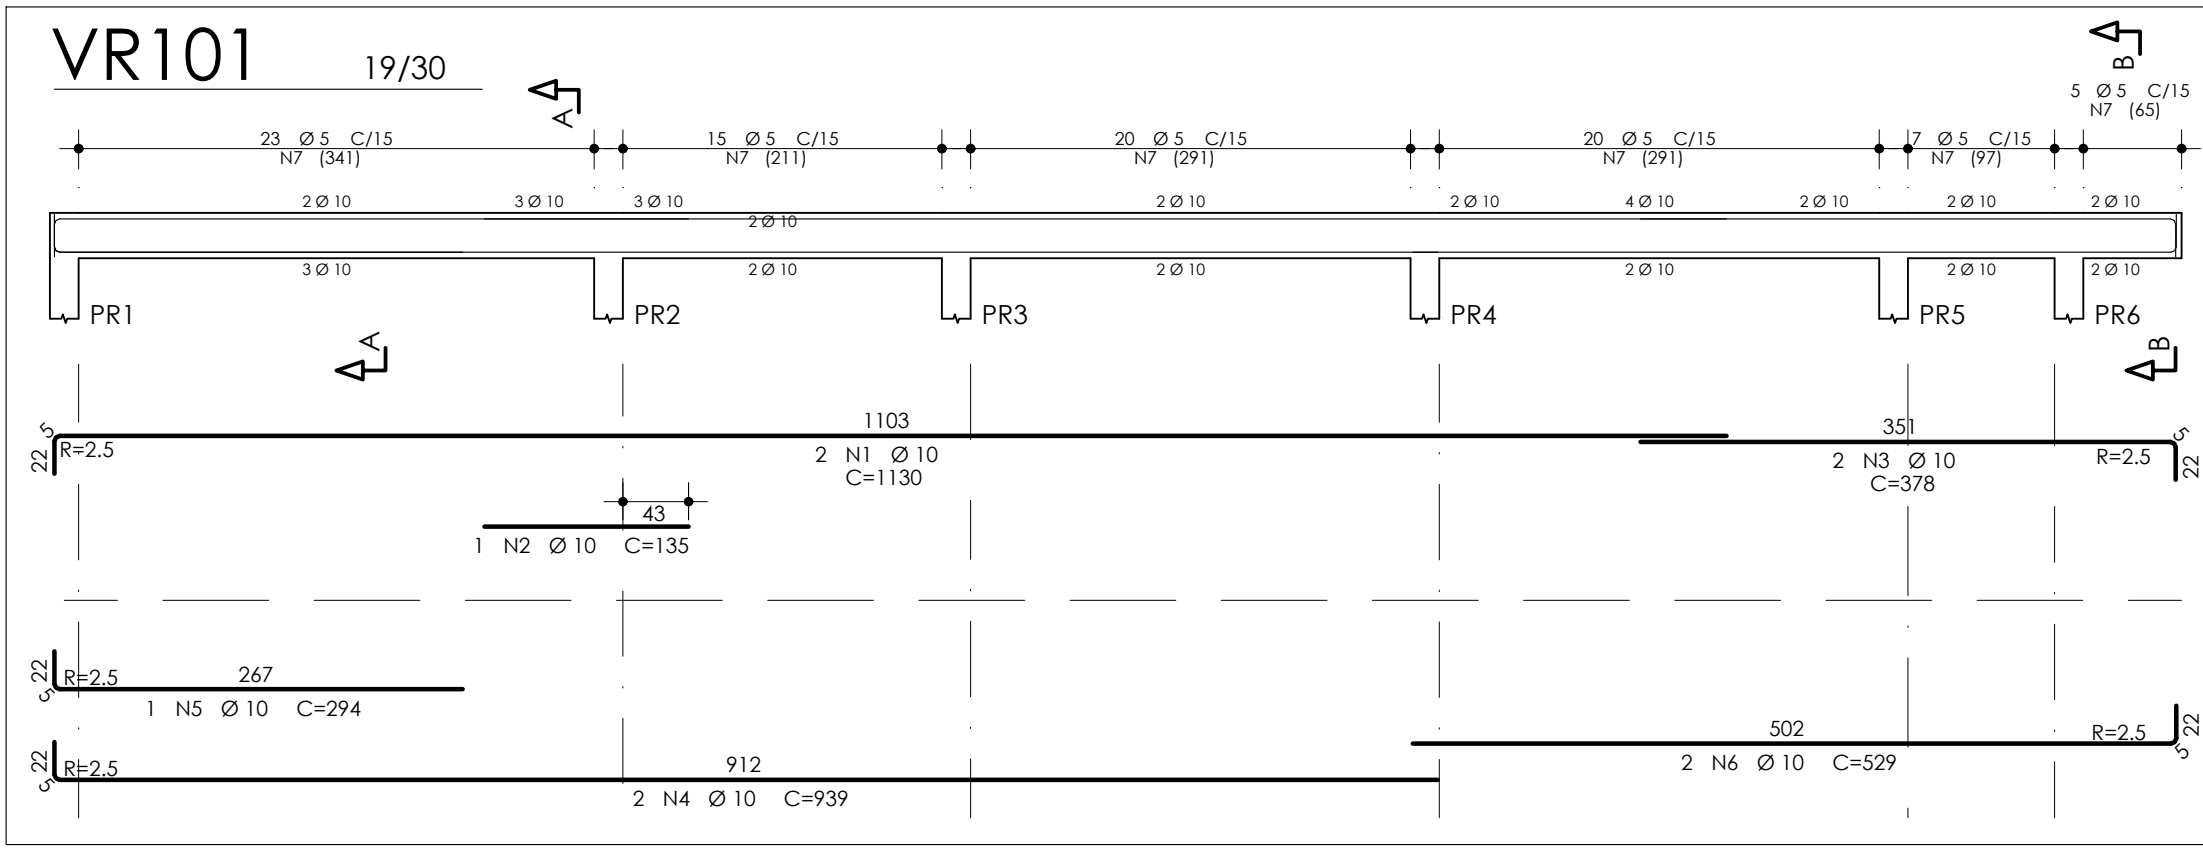 VR101 19/30
A
B
5 Ø 5 C/15
N7 (65)
23 Ø 5 C/15
N7 (341)
15 Ø 5 C/15
N7 (211)
20 Ø 5 C/15
N7 (291)
20 Ø 5 C/15
N7 (291)
7 Ø 5 C/15
N7 (97)
2 Ø 10 3 Ø 10 3 Ø 10 2 Ø 10 2 Ø 10 4 Ø 10 2 Ø 10 2 Ø 10 2 Ø 10
2 Ø 10
3 Ø 10 2 Ø 10 2 Ø 10 2 Ø 10 2 Ø 10 2 Ø 10
PR1 PR2 PR3 PR4 PR5 PR6
A
B
1103
5
22
R=2.5
2 N1 Ø 10
C=1130
351
5
22
R=2.5
2 N3 Ø 10
C=378
43
1 N2 Ø 10 C=135
22
5
R=2.5
267
1 N5 Ø 10 C=294
502
R=2.5
22
5
2 N6 Ø 10 C=529
22
5
R=2.5
912
2 N4 Ø 10 C=939